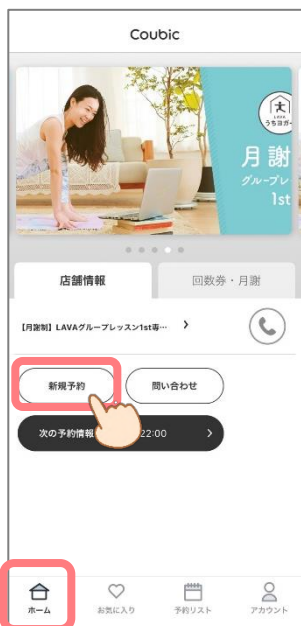 Coubic
LAVA
うちヨガ+
月謝
グループレ
1st
店舗情報
回数券・月謝
【月謝制】LAVAグループレッスン1st専…
新規予約
問い合わせ
次の予約情報
22:00
ホーム
お気に入り
予約リスト
アカウント